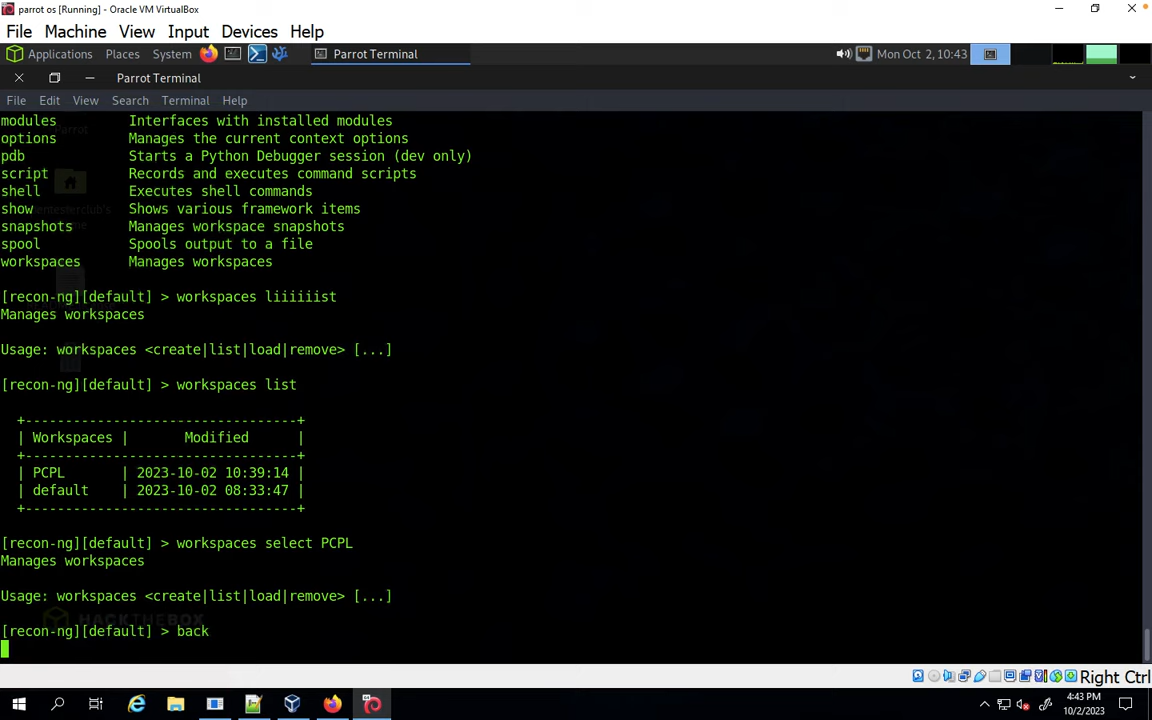 parrot os [Running] - Oracle VM VirtualBox
File Machine View Input Devices Help
Applications Places System Parrot Terminal Mon Oct 2, 10:43
Parrot Terminal
File Edit View Search Terminal Help
modules Interfaces with installed modules
options Manages the current context options
pdb Starts a Python Debugger session (dev only)
script Records and executes command scripts
shell Executes shell commands
show Shows various framework items
snapshots Manages workspace snapshots
spool Spools output to a file
workspaces Manages workspaces
[recon-ng][default] > workspaces liiiiiist
Manages workspaces
Usage: workspaces <create|list|load|remove> [...]
[recon-ng][default] > workspaces list
+----------------------------------+
| Workspaces | Modified |
+----------------------------------+
| PCPL | 2023-10-02 10:39:14 |
| default | 2023-10-02 08:33:47 |
+----------------------------------+
[recon-ng][default] > workspaces select PCPL
Manages workspaces
Usage: workspaces <create|list|load|remove> [...]
HACKTHEBOX
[recon-ng][default] > back
Right Ctrl
4:43 PM
10/2/2023